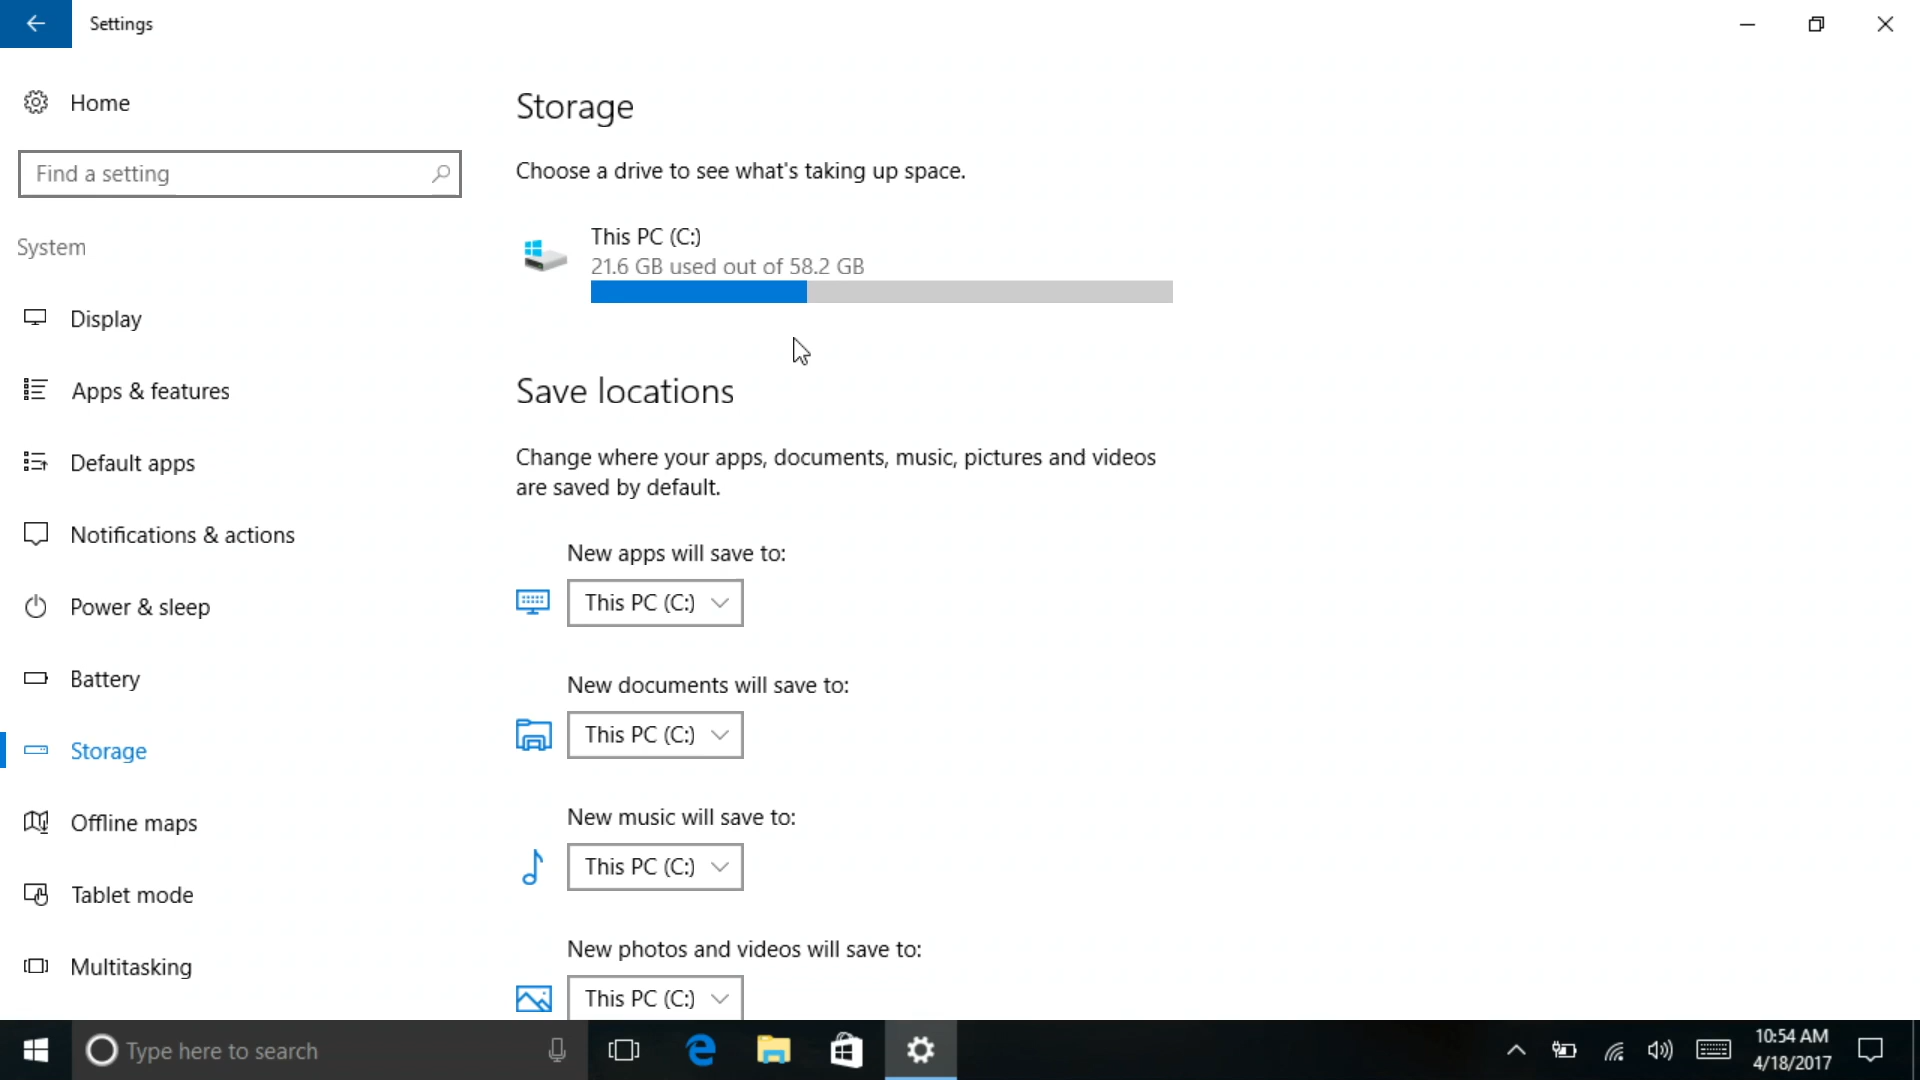 Settings
Home
Find a setting
System
Display
Apps & features
Default apps
Notifications & actions
Power & sleep
Battery
Storage
Offline maps
Tablet mode
Multitasking
Storage
Choose a drive to see what's taking up space.
This PC (C:)
21.6 GB used out of 58.2 GB
Save locations
Change where your apps, documents, music, pictures and videos
are saved by default.
New apps will save to:
This PC (C:)
New documents will save to:
This PC (C:)
New music will save to:
This PC (C:)
New photos and videos will save to:
This PC (C:)
Type here to search
10:54 AM
4/18/2017